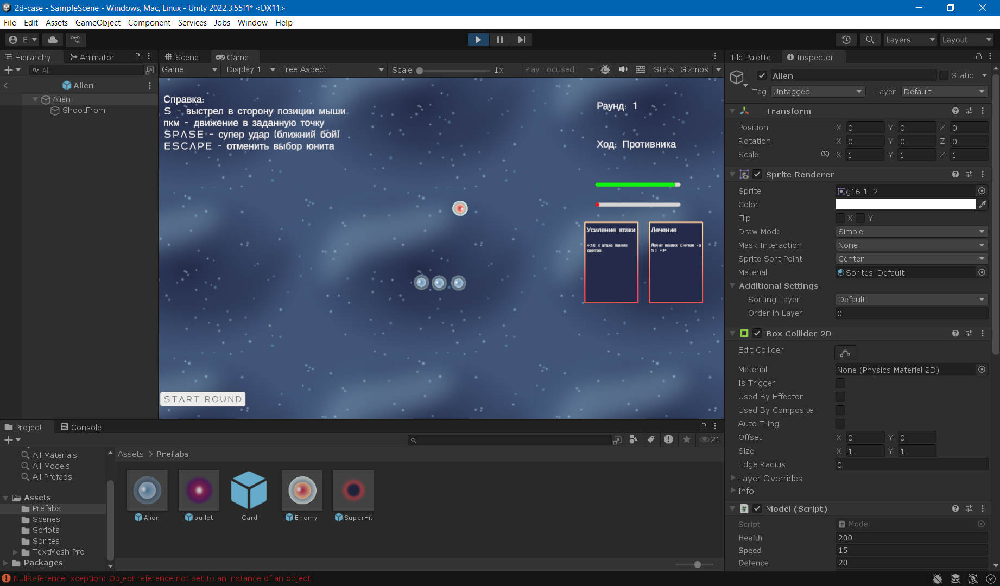 2d-case - SampleScene - Windows, Mac, Linux - Unity 2022.3.55f1* <DX11>
File Edit Assets GameObject Component Services Jobs Window Help
E Layers Layout
Hierarchy Animator
All
Alien
Alien
ShootFrom
Scene Game
Game Display 1 Free Aspect Scale 1x Play Focused Stats Gizmos
Справка:
S - выстрел в сторону позиции мыши
пкм - движение в заданную точку
SPASE - супер удар (ближний бой)
ESCAPE - отменить выбор юнита
Раунд: 1
Ход: Противника
Усиление атаки
+30 к атаке ваших
юнитов
Лечение
Лечит ваших юнитов на
50 HP
START ROUND
Tile Palette Inspector
Alien Static
Tag Untagged Layer Default
Transform
Position X 0 Y 0 Z 0
Rotation X 0 Y 0 Z 0
Scale X 1 Y 1 Z 1
Sprite Renderer
Sprite g16 1_2
Color
Flip X Y
Draw Mode Simple
Mask Interaction None
Sprite Sort Point Center
Material Sprites-Default
Additional Settings
Sorting Layer Default
Order in Layer 0
Box Collider 2D
Edit Collider
Material None (Physics Material 2D)
Is Trigger
Used By Effector
Used By Composite
Auto Tiling
Offset X 0 Y 0
Size X 1 Y 1
Edge Radius 0
Layer Overrides
Info
Model (Script)
Script Model
Health 200
Speed 15
Defence 20
Project Console
21
All Materials
All Models
All Prefabs
Assets
Prefabs
Scenes
Scripts
Sprites
TextMesh Pro
Packages
Assets > Prefabs
Alien bullet Card Enemy SuperHit
NullReferenceException: Object reference not set to an instance of an object